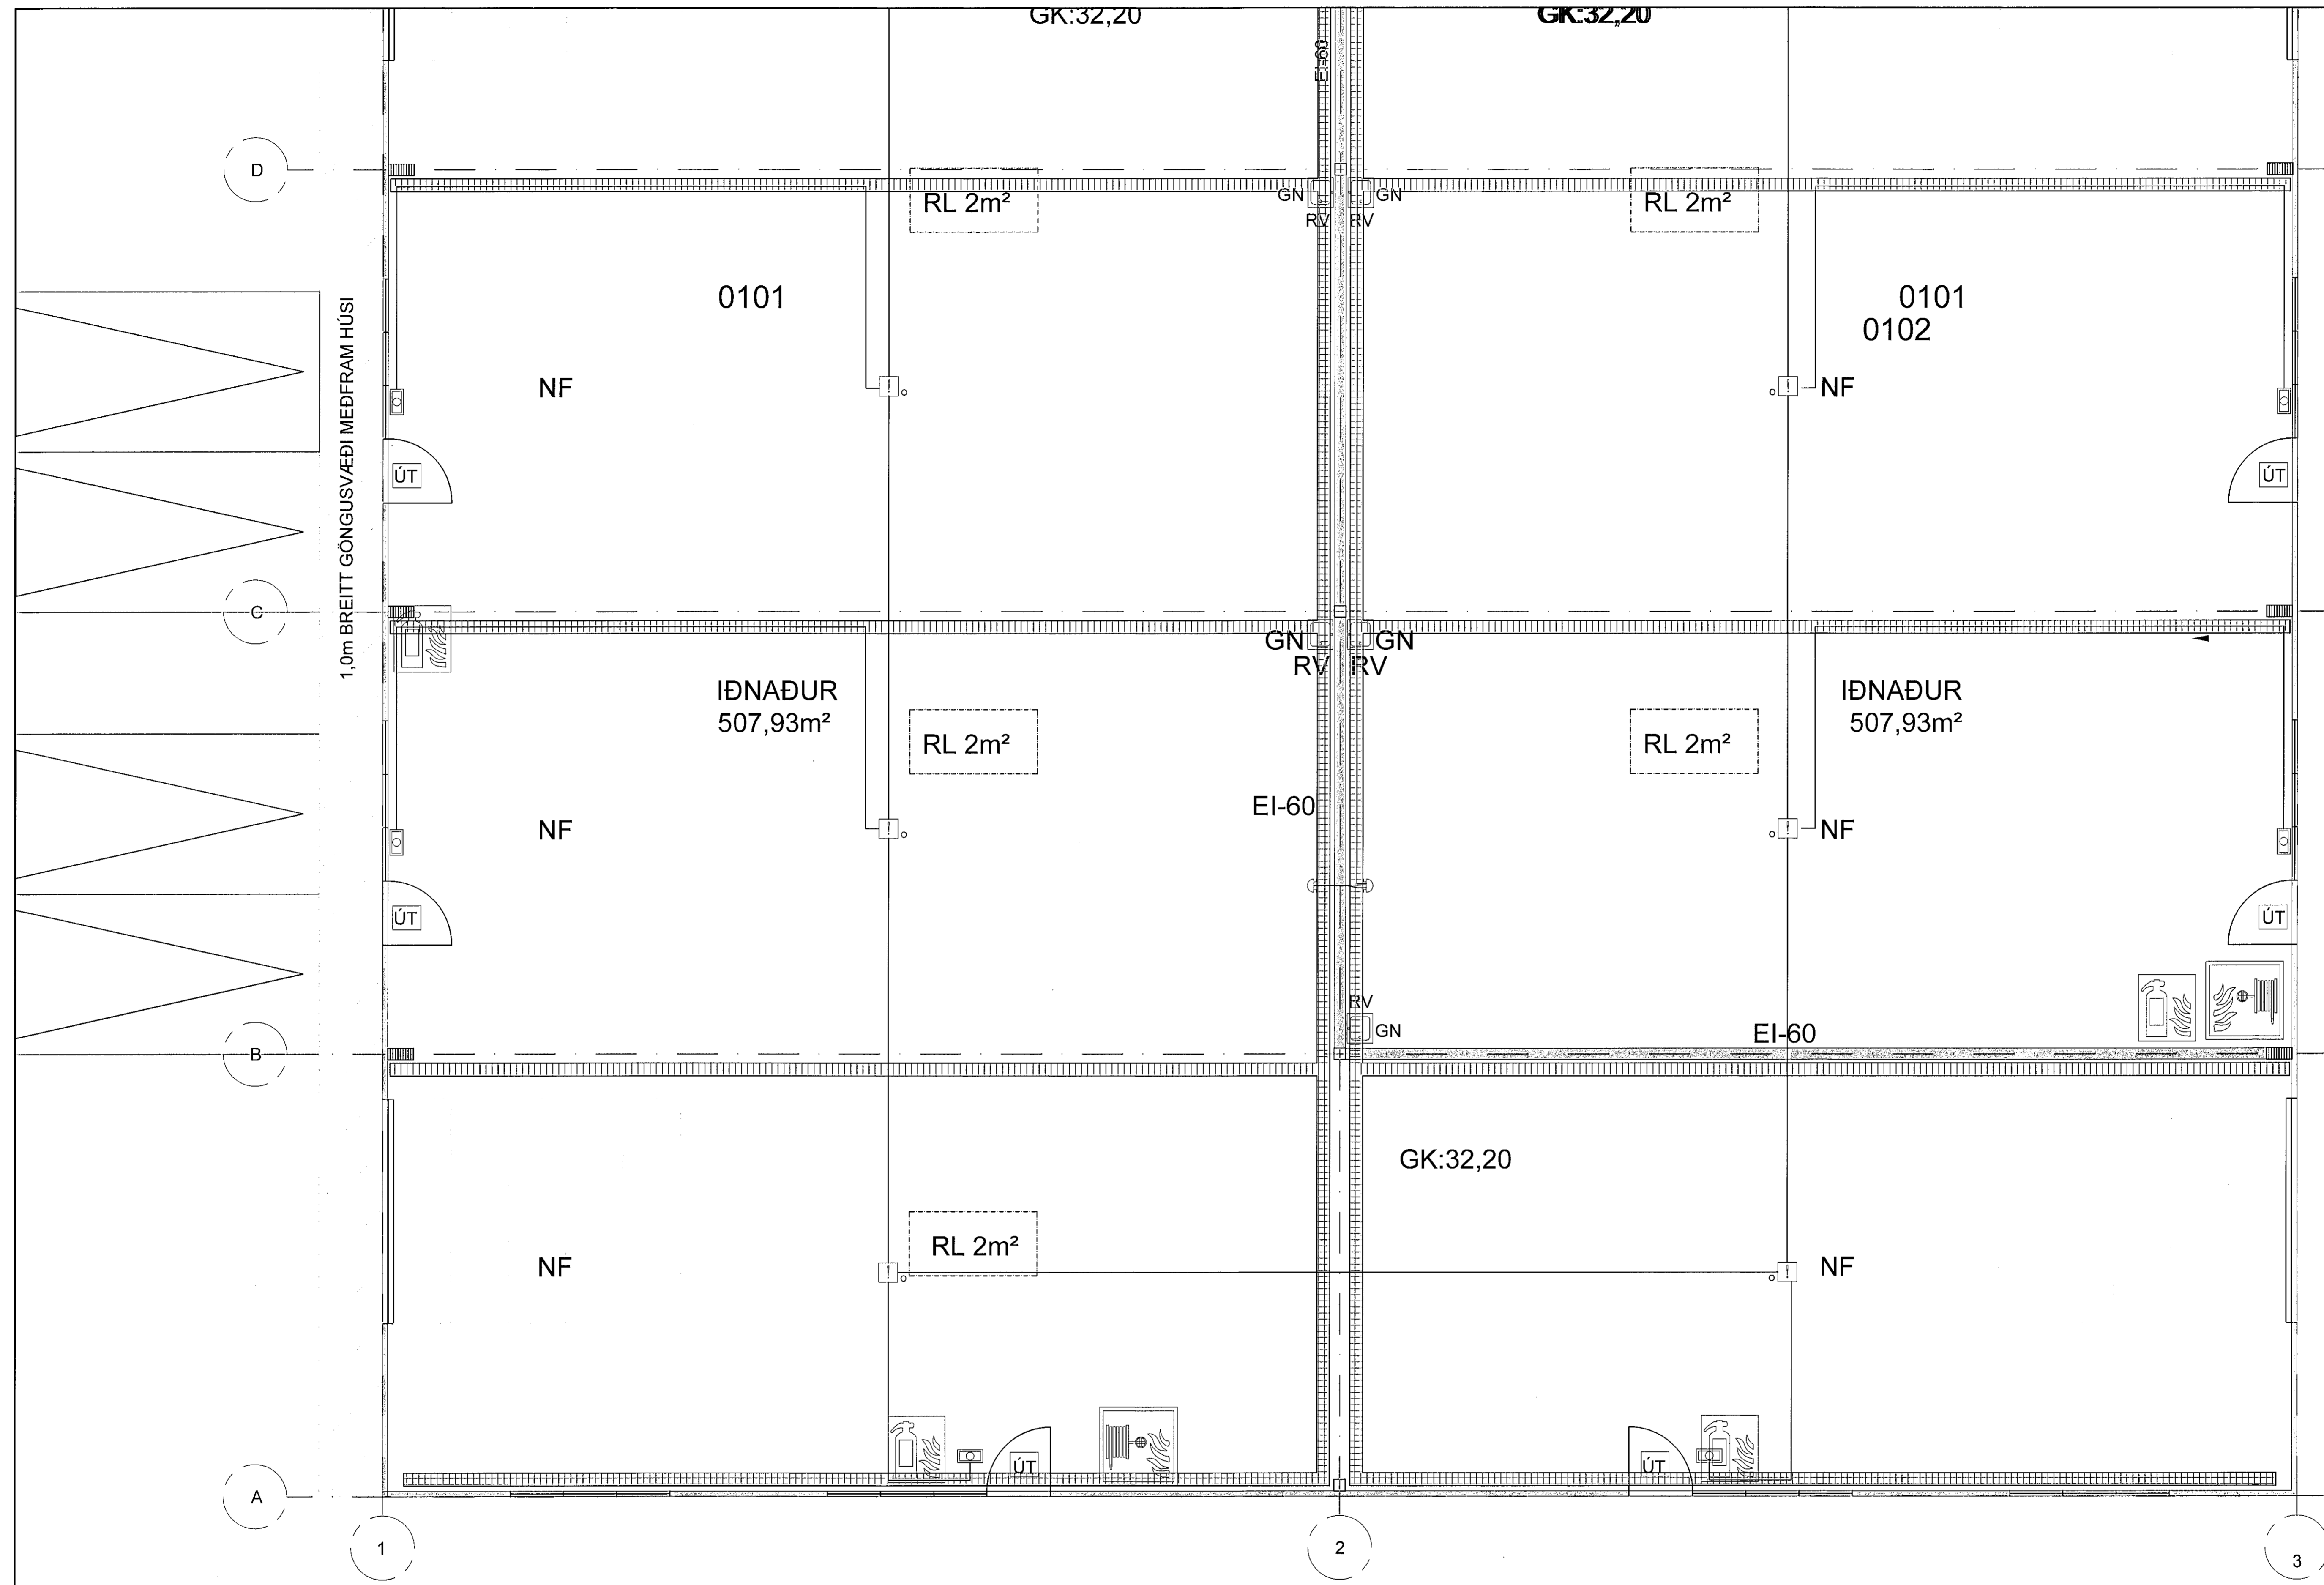 GK:32,20
GK:32,20
EI-60
D
RL 2m²
GN
GN
RL 2m²
RV
RV
0101
0101
0102
1,0m BREITT GÖNGUSVÆÐI MEÐFRAM HÚSI
NF
NF
ÚT
ÚT
C
GN
GN
RV
RV
IÐNAÐUR
507,93m²
IÐNAÐUR
507,93m²
RL 2m²
RL 2m²
EI-60
NF
NF
ÚT
ÚT
RV
GN
EI-60
B
GK:32,20
RL 2m²
NF
NF
ÚT
ÚT
A
1
2
3